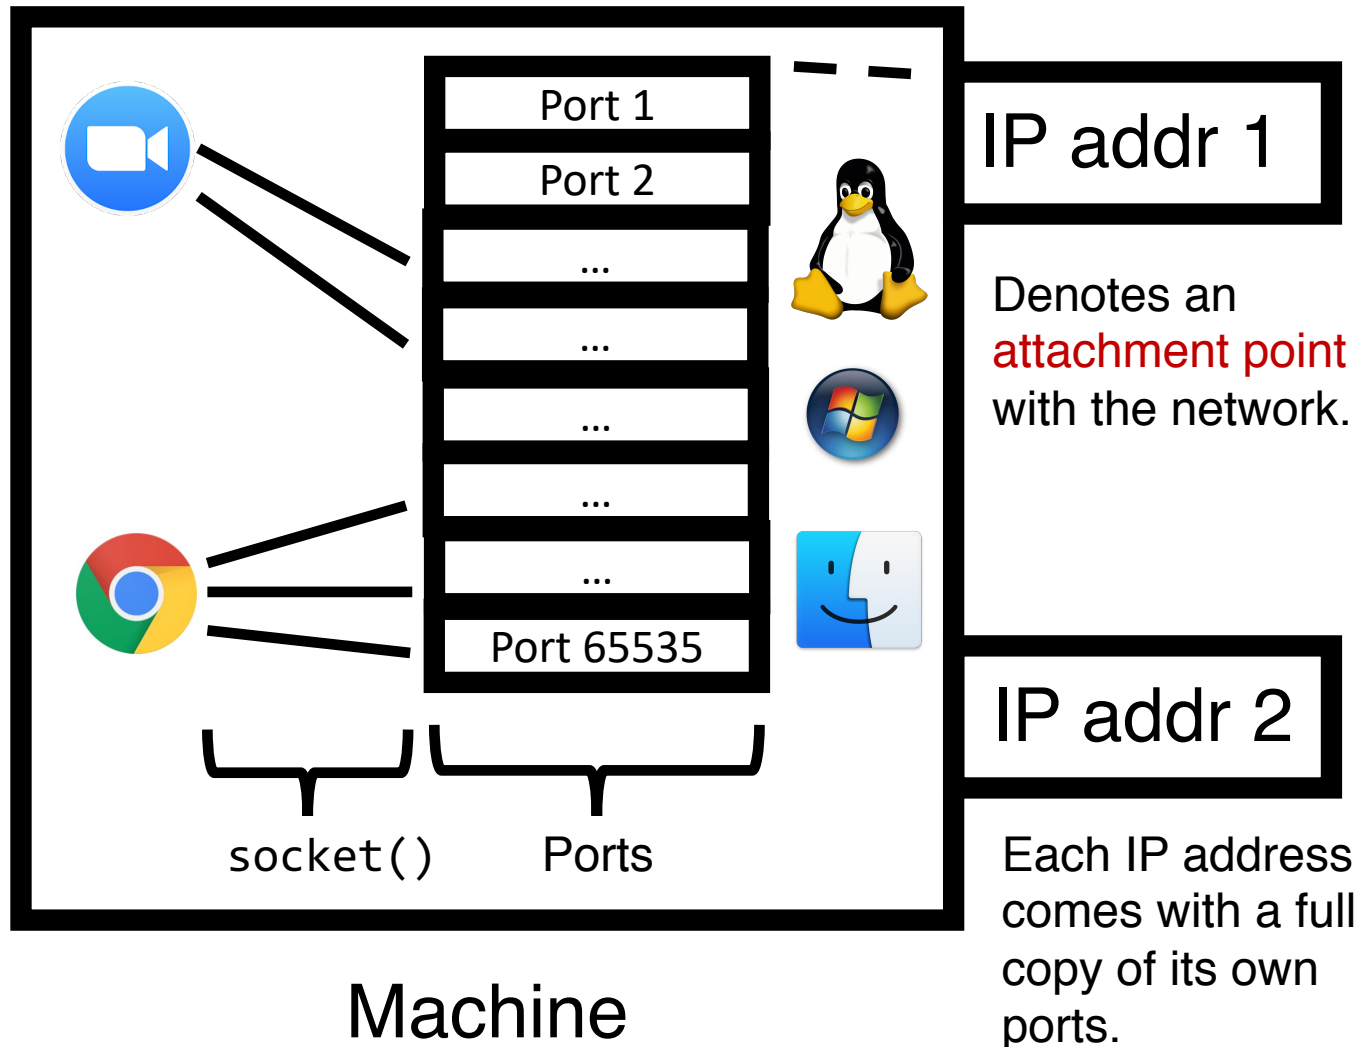 Port 1
Port 2
...
...
...
...
...
Port 65535
socket()
Ports
Machine
IP addr 1
Denotes an
attachment point
with the network.
IP addr 2
Each IP address
comes with a full
copy of its own
ports.